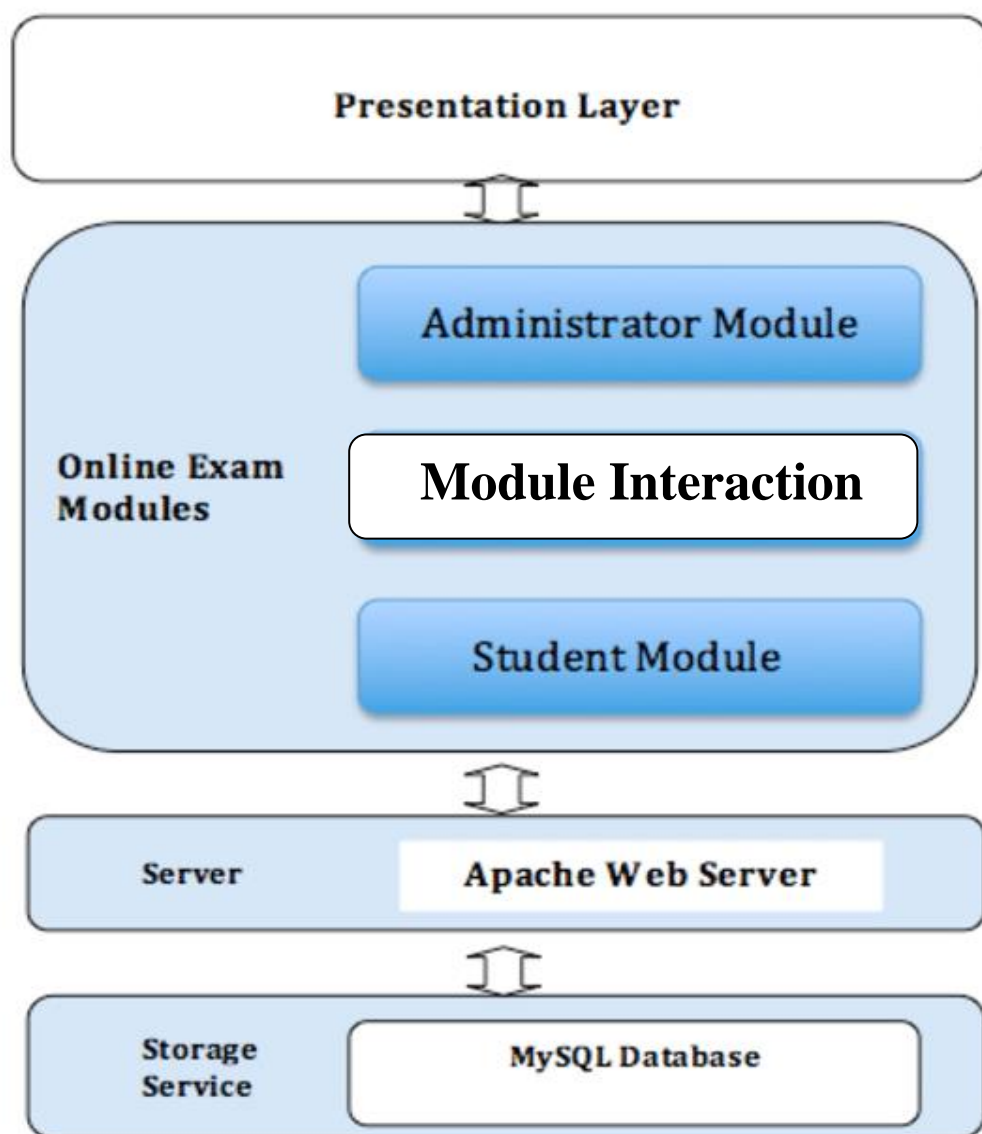 Presentation Layer
Administrator Module
Online Exam
Modules
Module Interaction
Student Module
Server
Apache Web Server
Storage
Service
MySQL Database